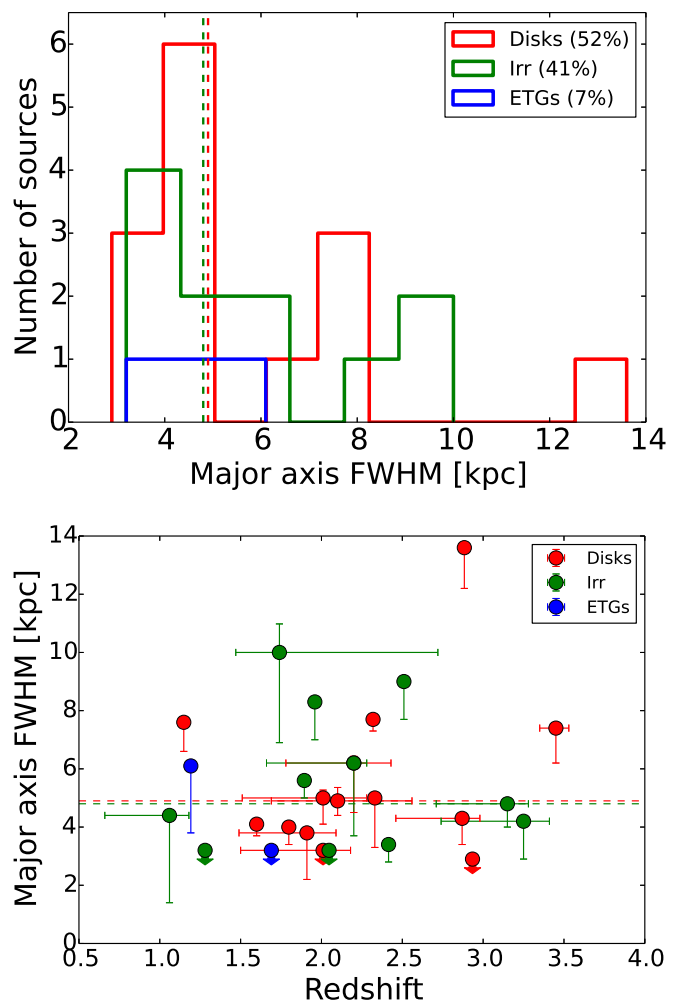 6
5
4
3
2
1
0
Number of sources
Disks (52%)
Irr (41%)
ETGs (7%)
2 4 6 8 10 12 14
Major axis FWHM [kpc]
14
12
10
8
6
4
2
0
Major axis FWHM [kpc]
Disks
Irr
ETGs
0.5 1.0 1.5 2.0 2.5 3.0 3.5 4.0
Redshift